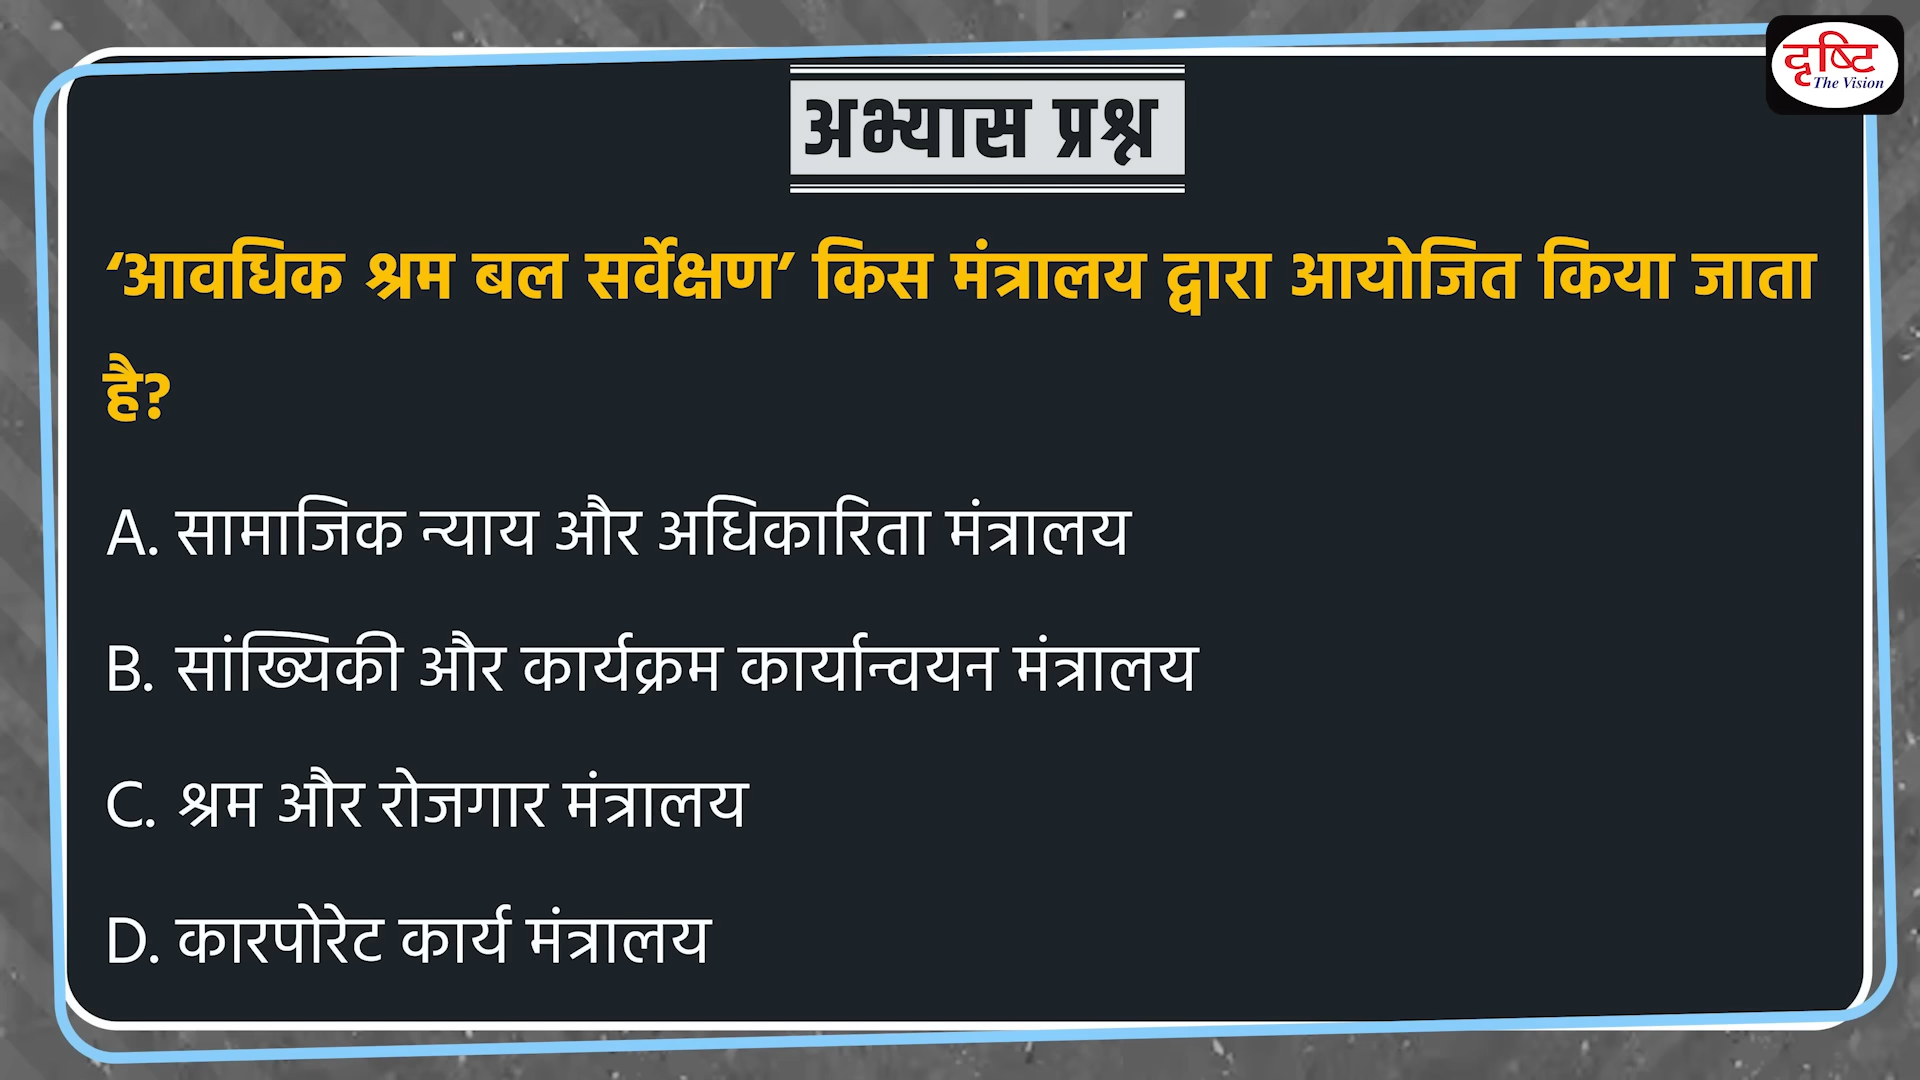 दृष्टि
The Vision
अभ्यास प्रश्न
‘आवधिक श्रम बल सर्वेक्षण’ किस मंत्रालय द्वारा आयोजित किया जाता
है?
A. सामाजिक न्याय और अधिकारिता मंत्रालय
B. सांख्यिकी और कार्यक्रम कार्यान्वयन मंत्रालय
C. श्रम और रोजगार मंत्रालय
D. कारपोरेट कार्य मंत्रालय